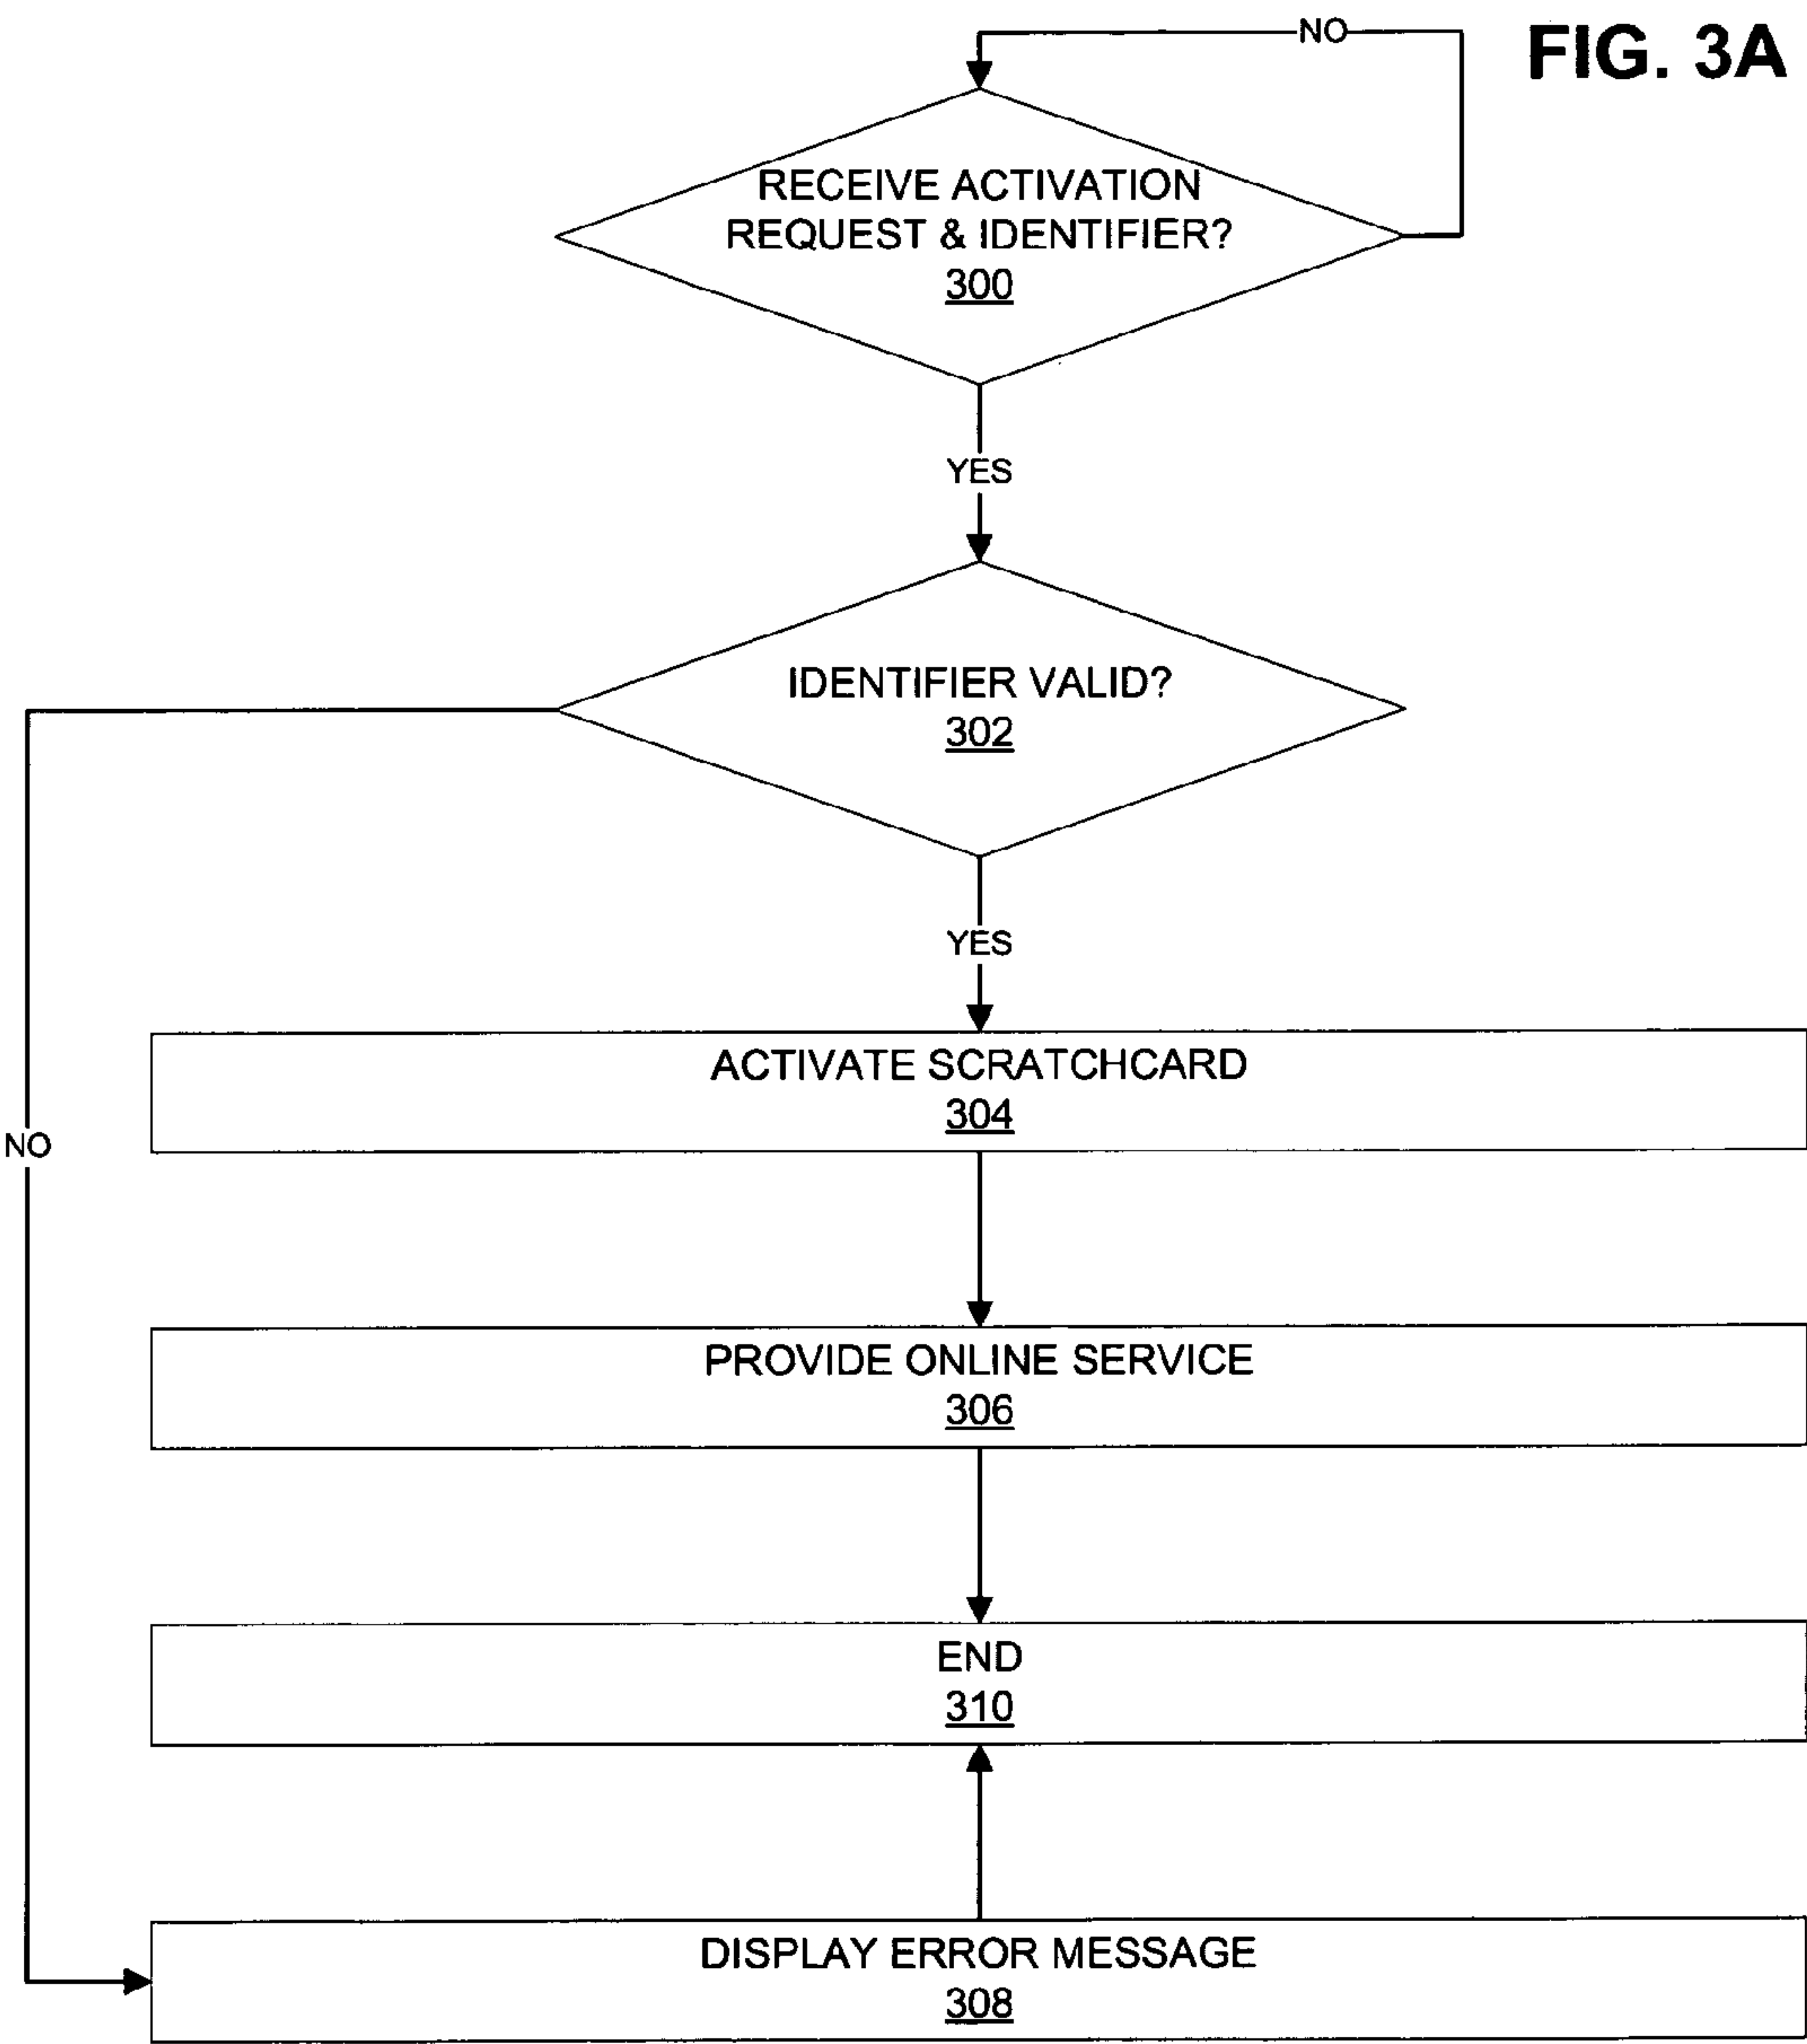 FIG. 3A
NO
RECEIVE ACTIVATION
REQUEST & IDENTIFIER?
300
YES
IDENTIFIER VALID?
302
YES
ACTIVATE SCRATCHCARD
304
NO
PROVIDE ONLINE SERVICE
306
END
310
DISPLAY ERROR MESSAGE
308